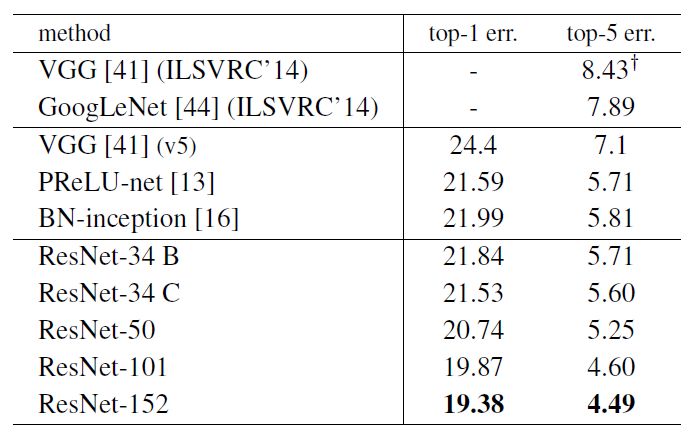 method top-1 err. top-5 err.
VGG [41] (ILSVRC’14) - 8.43†
GoogLeNet [44] (ILSVRC’14) - 7.89
VGG [41] (v5) 24.4 7.1
PReLU-net [13] 21.59 5.71
BN-inception [16] 21.99 5.81
ResNet-34 B 21.84 5.71
ResNet-34 C 21.53 5.60
ResNet-50 20.74 5.25
ResNet-101 19.87 4.60
ResNet-152 19.38 4.49